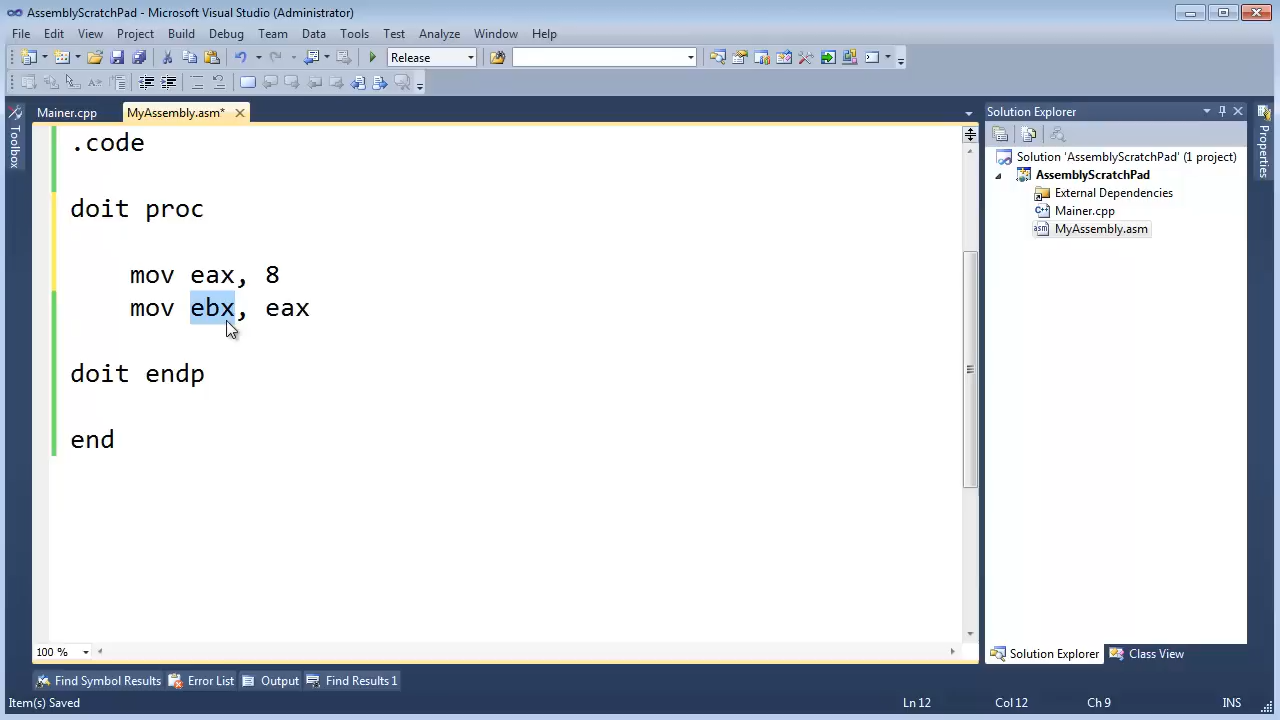 AssemblyScratchPad - Microsoft Visual Studio (Administrator)
File Edit View Project Build Debug Team Data Tools Test Analyze Window Help
Release
Mainer.cpp MyAssembly.asm*
Solution Explorer
Toolbox
Properties
.code
doit proc
mov eax, 8
mov ebx, eax
doit endp
end
Solution 'AssemblyScratchPad' (1 project)
AssemblyScratchPad
External Dependencies
Mainer.cpp
MyAssembly.asm
100 %
Solution Explorer Class View
Find Symbol Results Error List Output Find Results 1
Item(s) Saved Ln 12 Col 12 Ch 9 INS